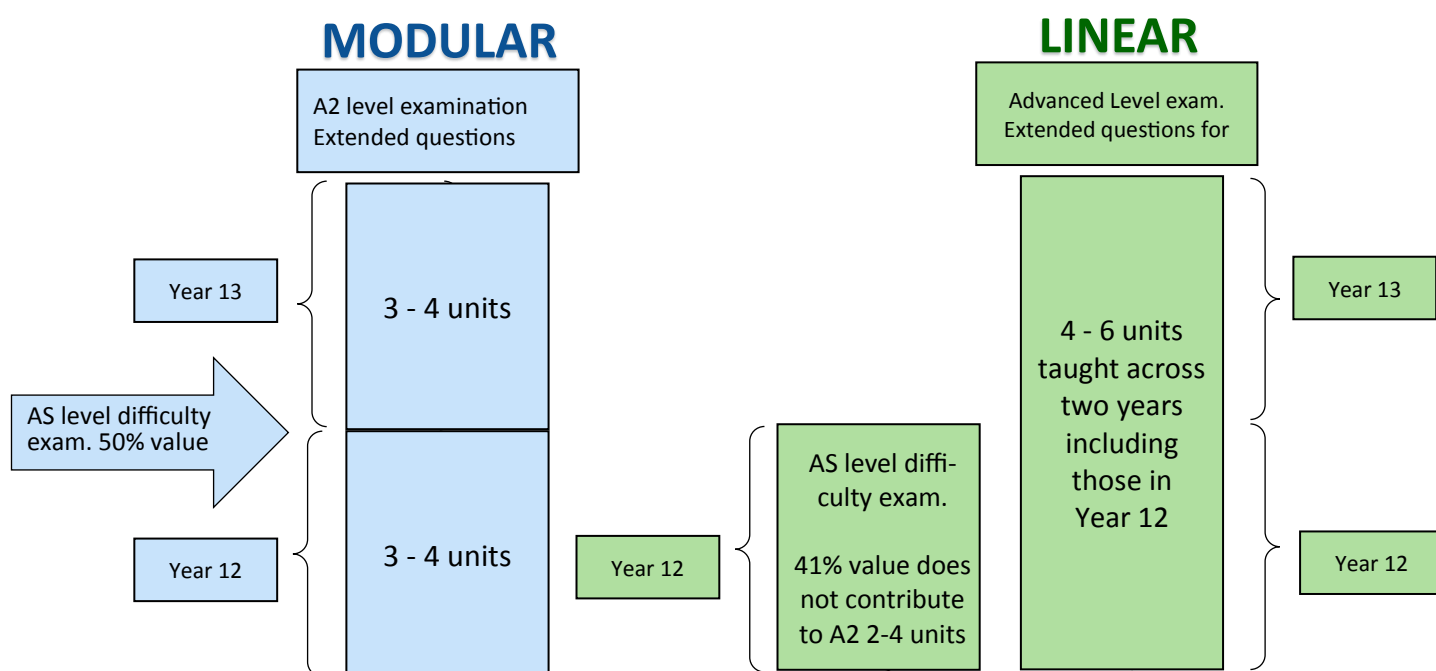 MODULAR
A2 level examination
Extended questions
Year 13
3 - 4 units
AS level difficulty
exam. 50% value
Year 12
3 - 4 units
LINEAR
Advanced Level exam.
Extended questions for
Year 12
AS level diffi-
culty exam.
41% value does
not contribute
to A2 2-4 units
4 - 6 units
taught across
two years
including
those in
Year 12
Year 13
Year 12